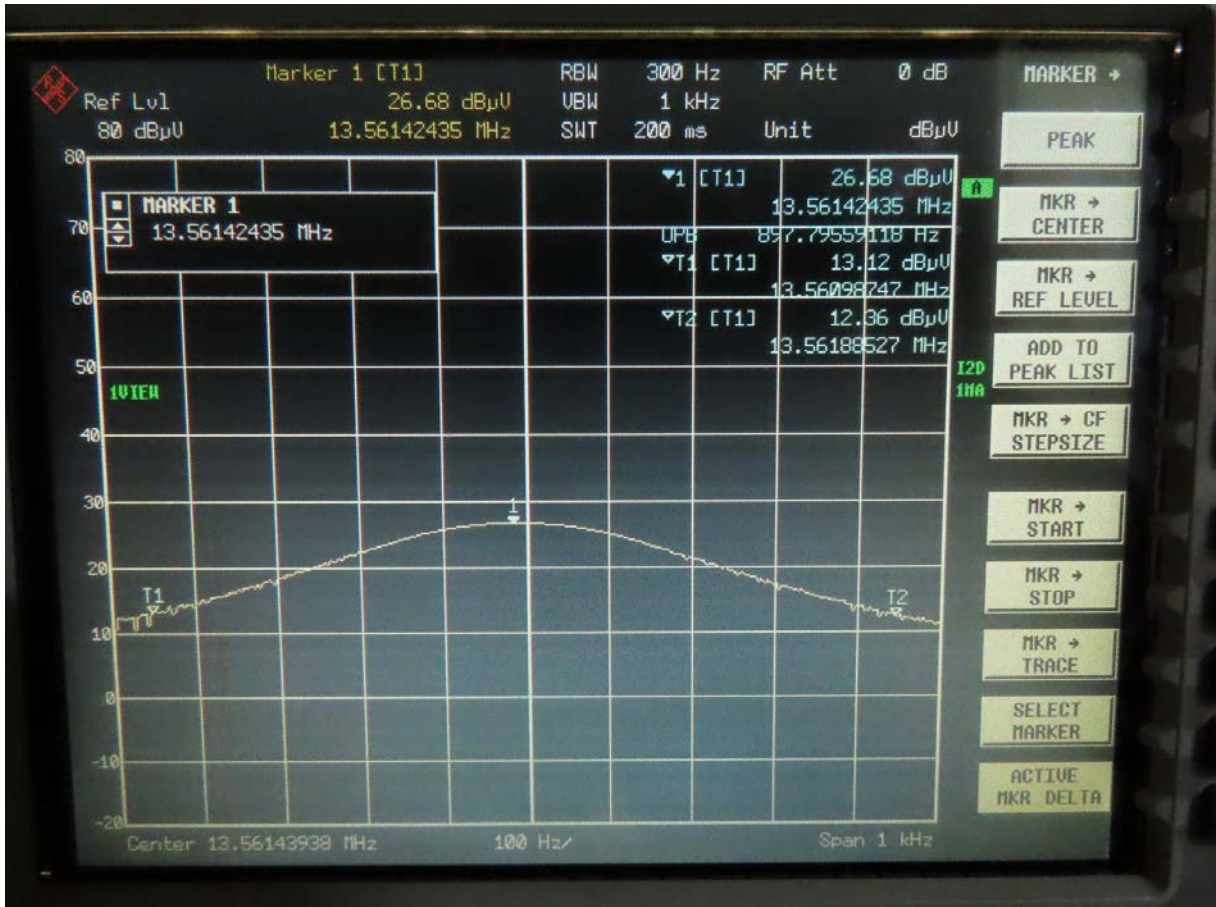 Marker 1 [T1] RBW 300 Hz RF Att 0 dB
Ref Lvl 26.68 dBµV VBW 1 kHz
80 dBµV 13.56142435 MHz SWT 200 ms Unit dBµV
80
▼1 [T1] 26.68 dBµV
A
MARKER 1
13.56142435 MHz
13.56142435 MHz
70
OPB 897.79559118 Hz
▽T1 [T1] 13.12 dBµV
13.56098747 MHz
60
▽T2 [T1] 12.36 dBµV
13.56188527 MHz
50
1VIEW
I2D
1MA
40
30
1
20
T1
T2
10
0
-10
-20
Center 13.56143938 MHz 100 Hz/ Span 1 kHz
MARKER →
PEAK
MKR →
CENTER
MKR →
REF LEVEL
ADD TO
PEAK LIST
MKR → CF
STEPSIZE
MKR →
START
MKR →
STOP
MKR →
TRACE
SELECT
MARKER
ACTIVE
MKR DELTA